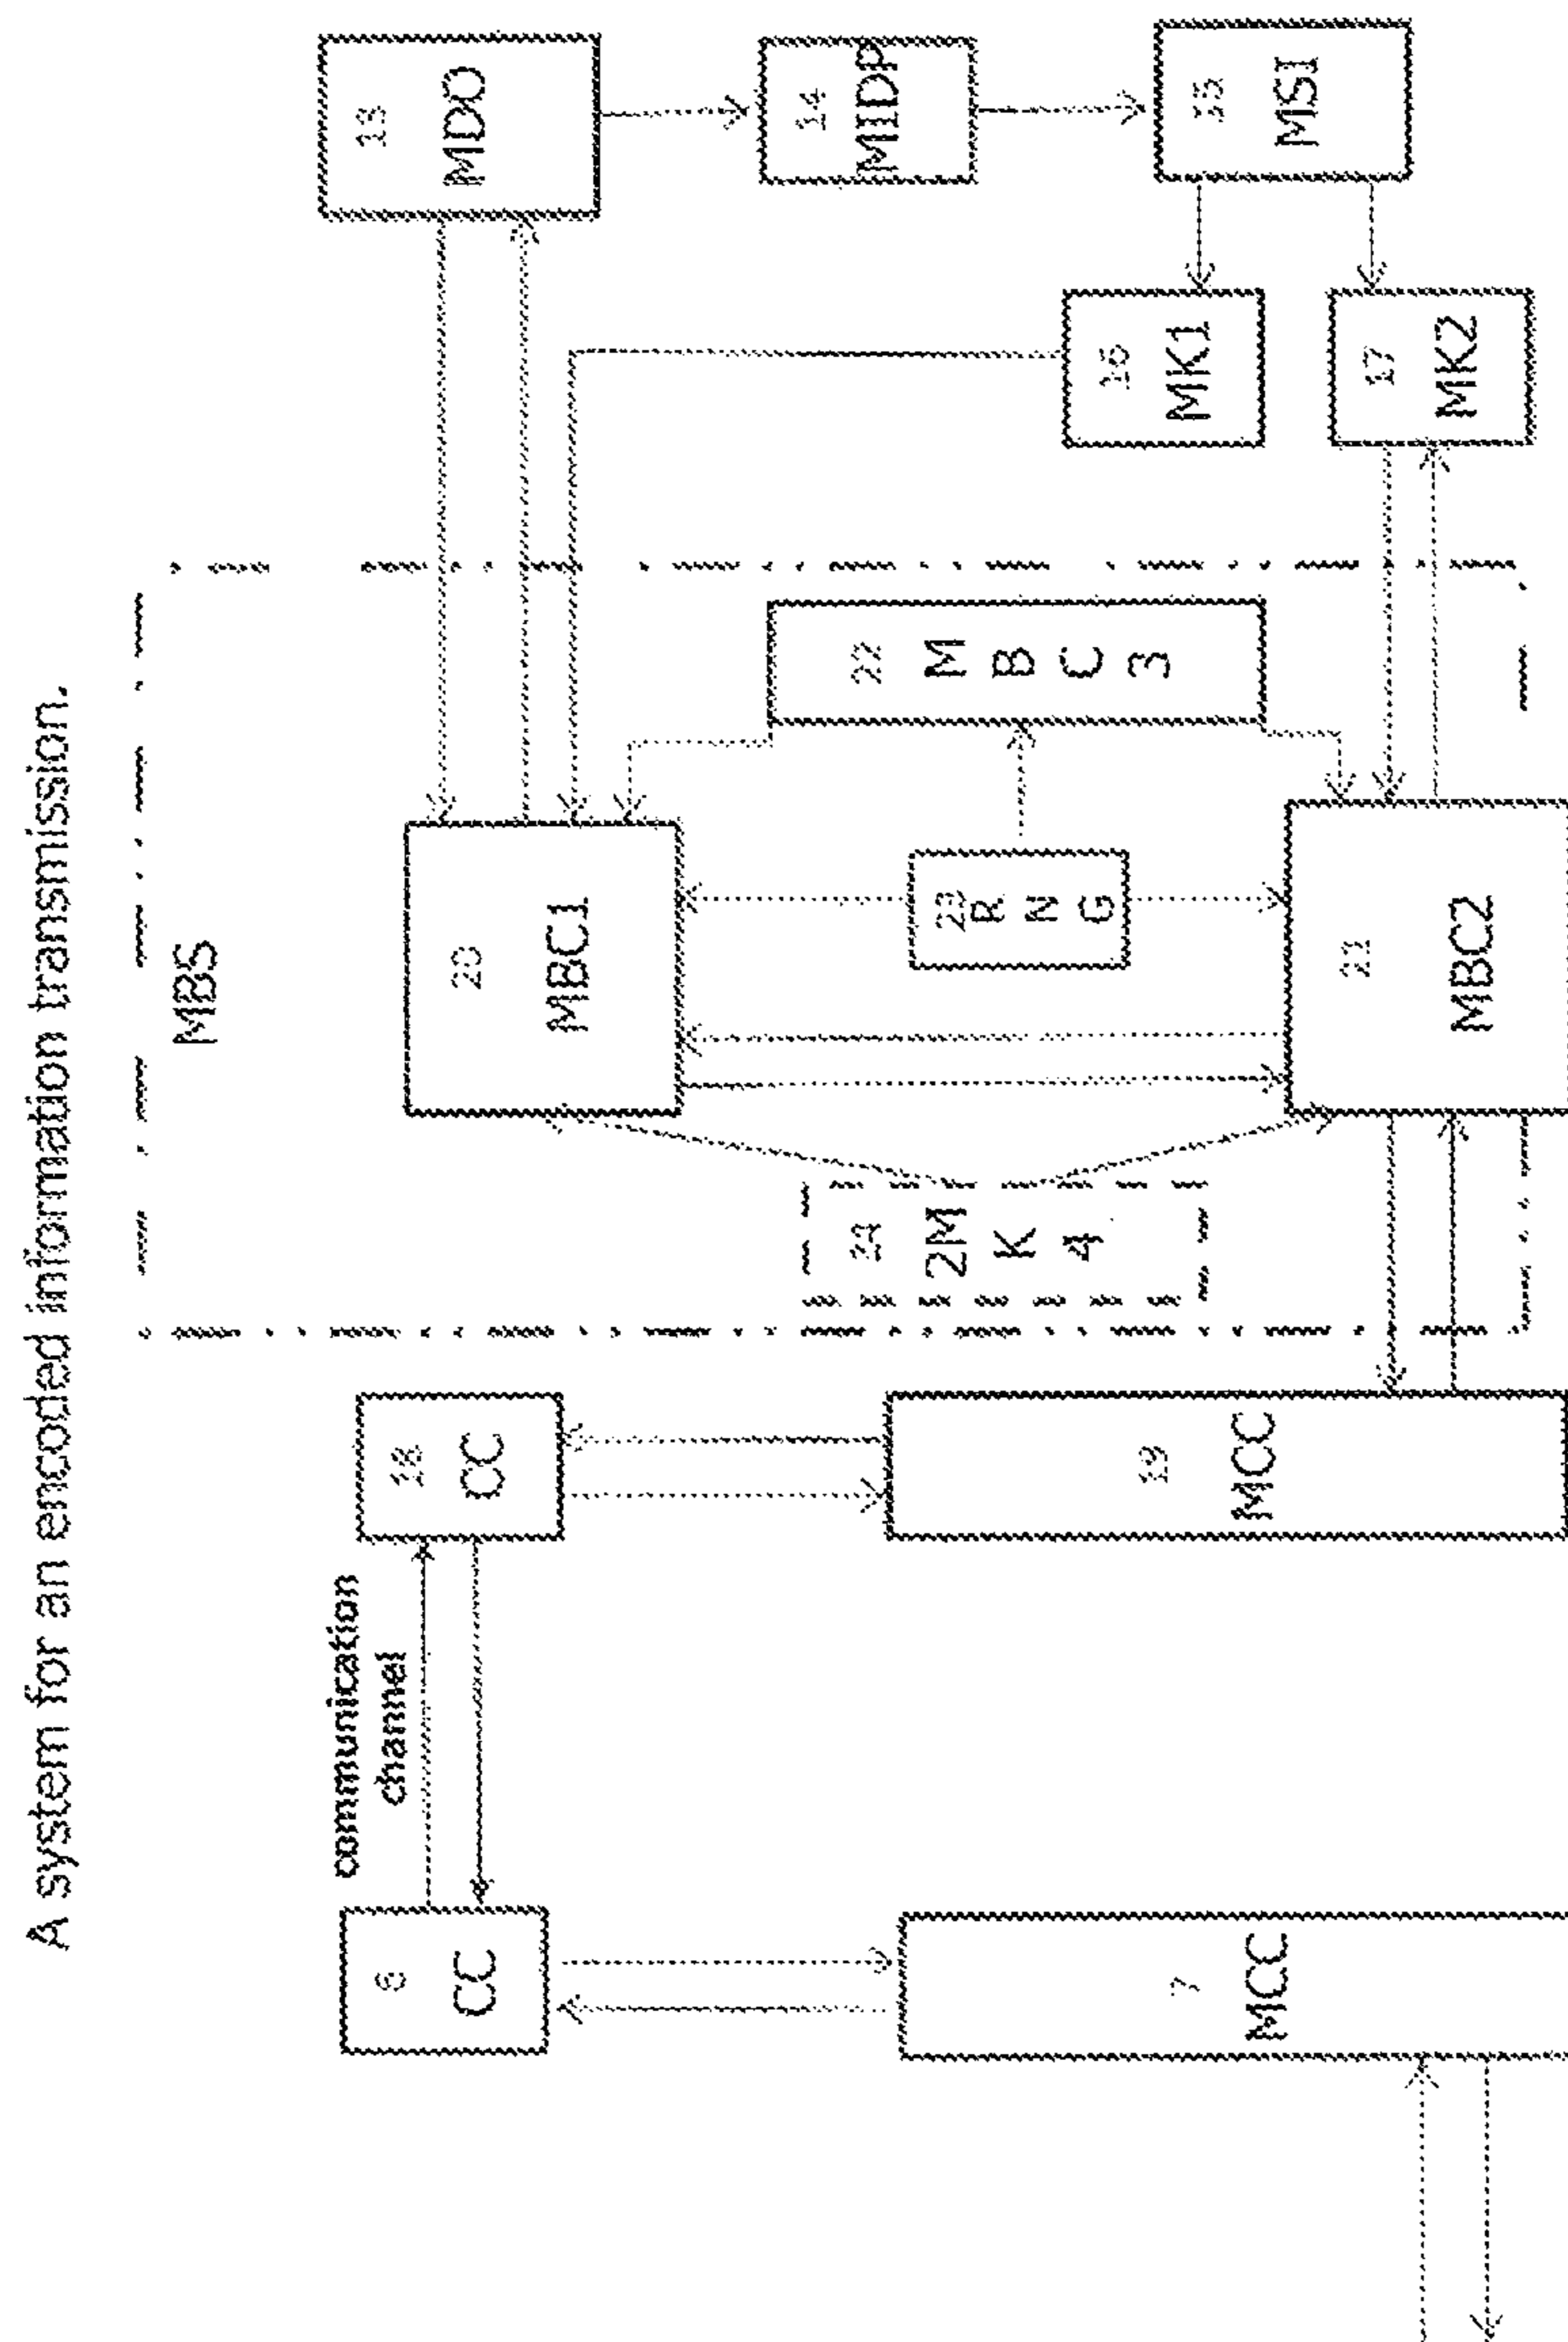 A system for an encoded information transmission.
MBS
communication
channel
6
CC
18
CC
20
MBC1
13
MDO
14
MIDP
15
MSI
16
MK1
17
MK2
22
M
B
C
3
23
R
N
G
2M
K
4
21
MBC2
19
MCC
7
MCC